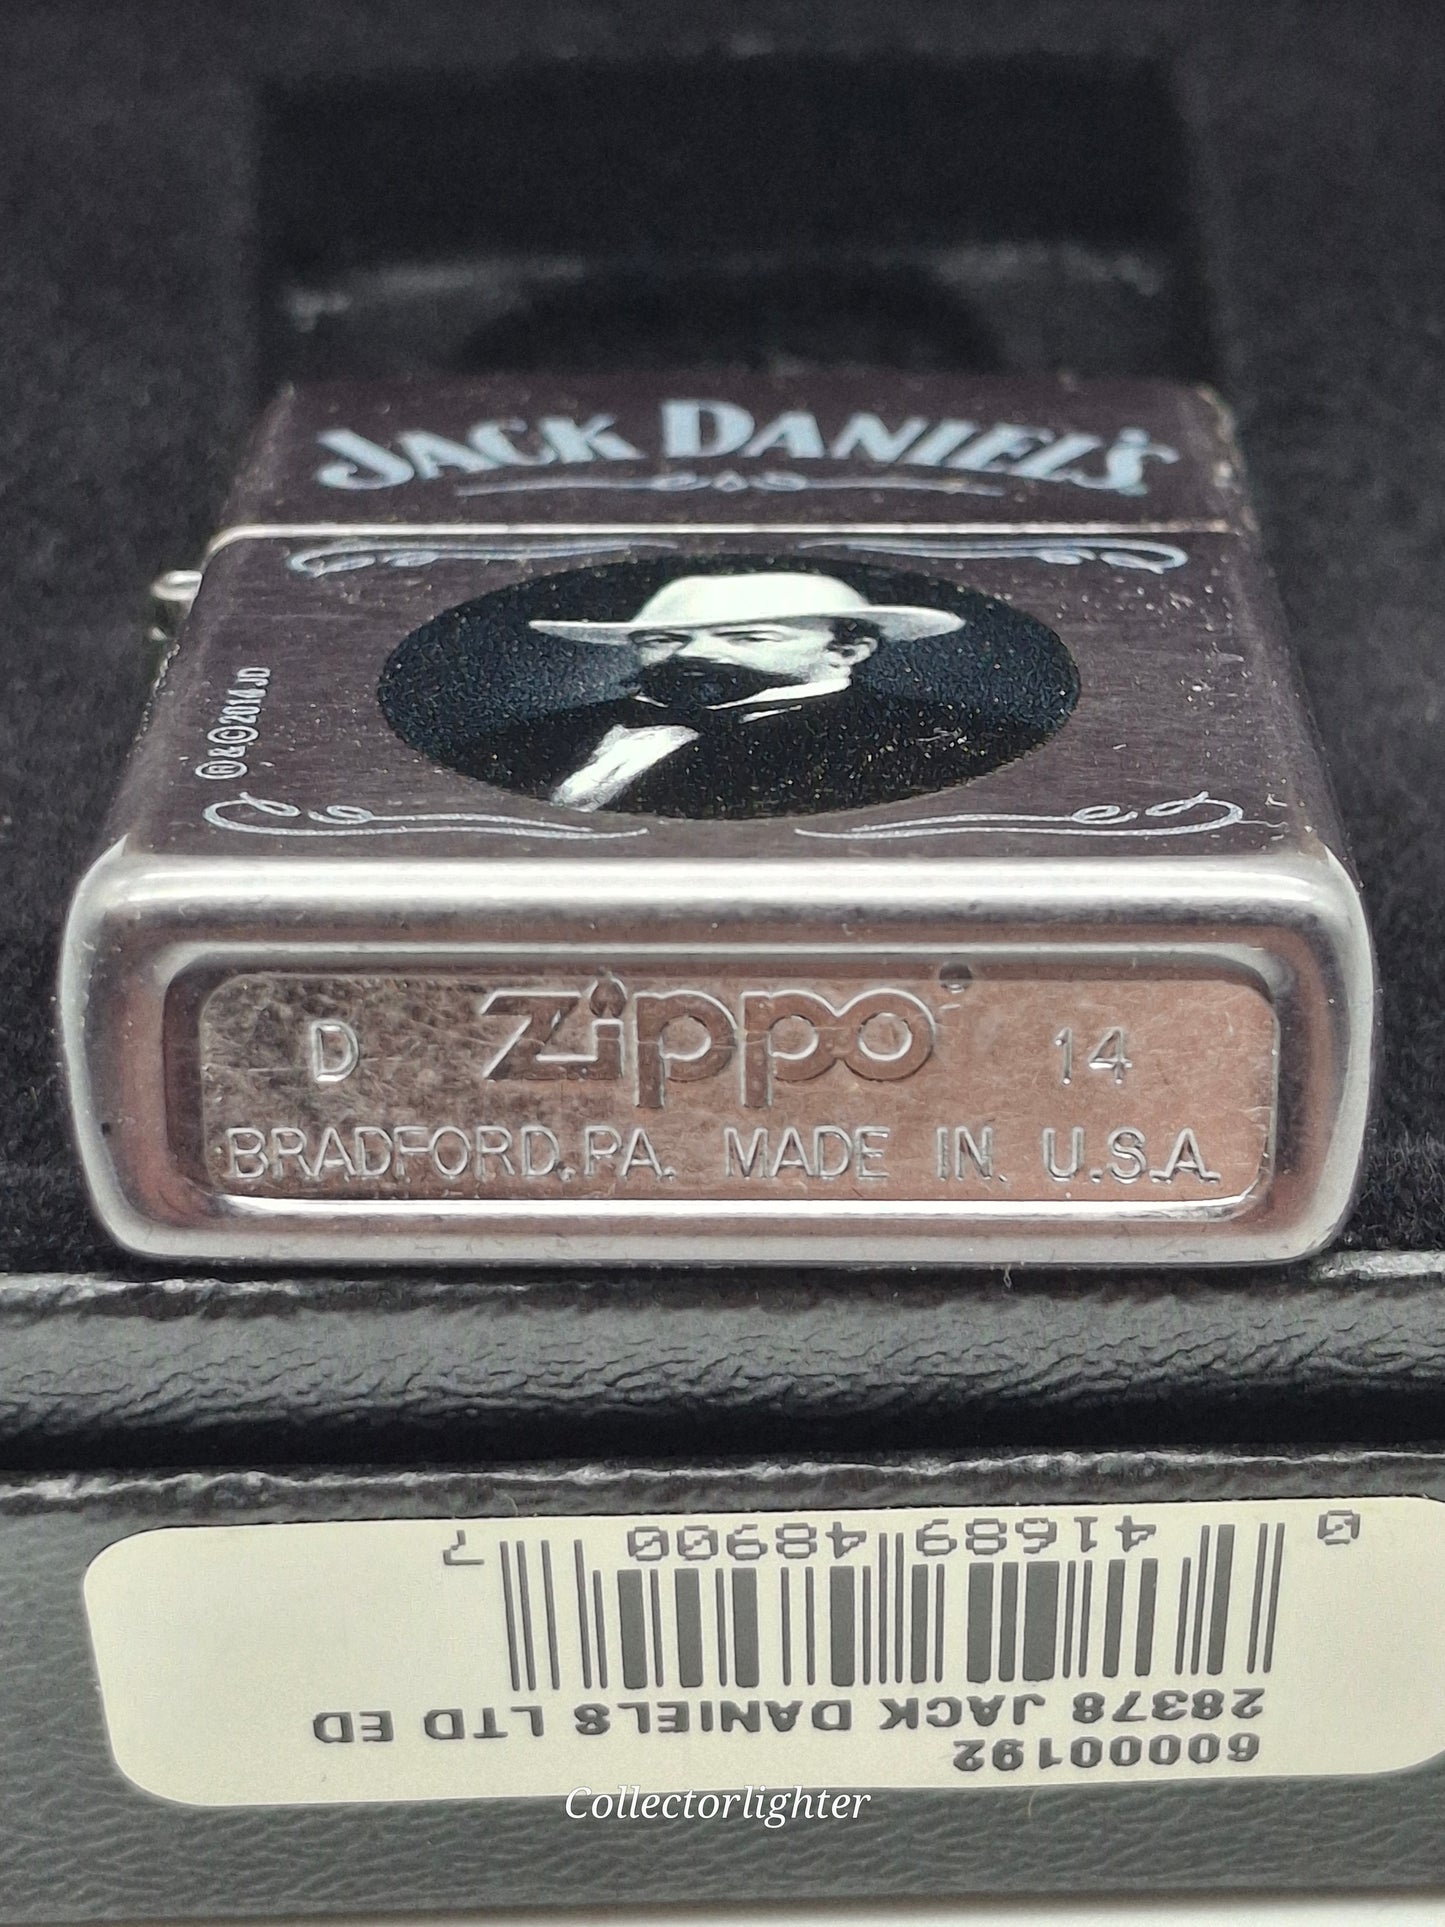 JACK DANIEL'S
®&©2014 JD
D zippo 14
BRADFORD, PA. MADE IN U.S.A.
60000192
28378 JACK DANIELS LTD ED
0 41689 48900 7
Collectorlighter